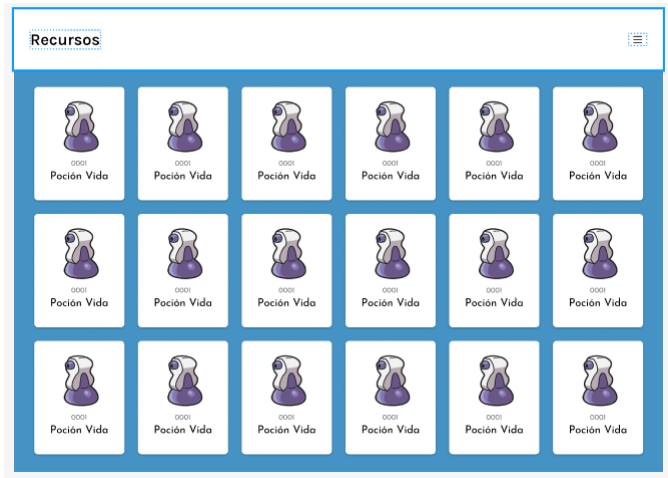 Recursos
0001 0001 0001 0001 0001 0001
Poción Vida Poción Vida Poción Vida Poción Vida Poción Vida Poción Vida
0001 0001 0001 0001 0001 0001
Poción Vida Poción Vida Poción Vida Poción Vida Poción Vida Poción Vida
0001 0001 0001 0001 0001 0001
Poción Vida Poción Vida Poción Vida Poción Vida Poción Vida Poción Vida